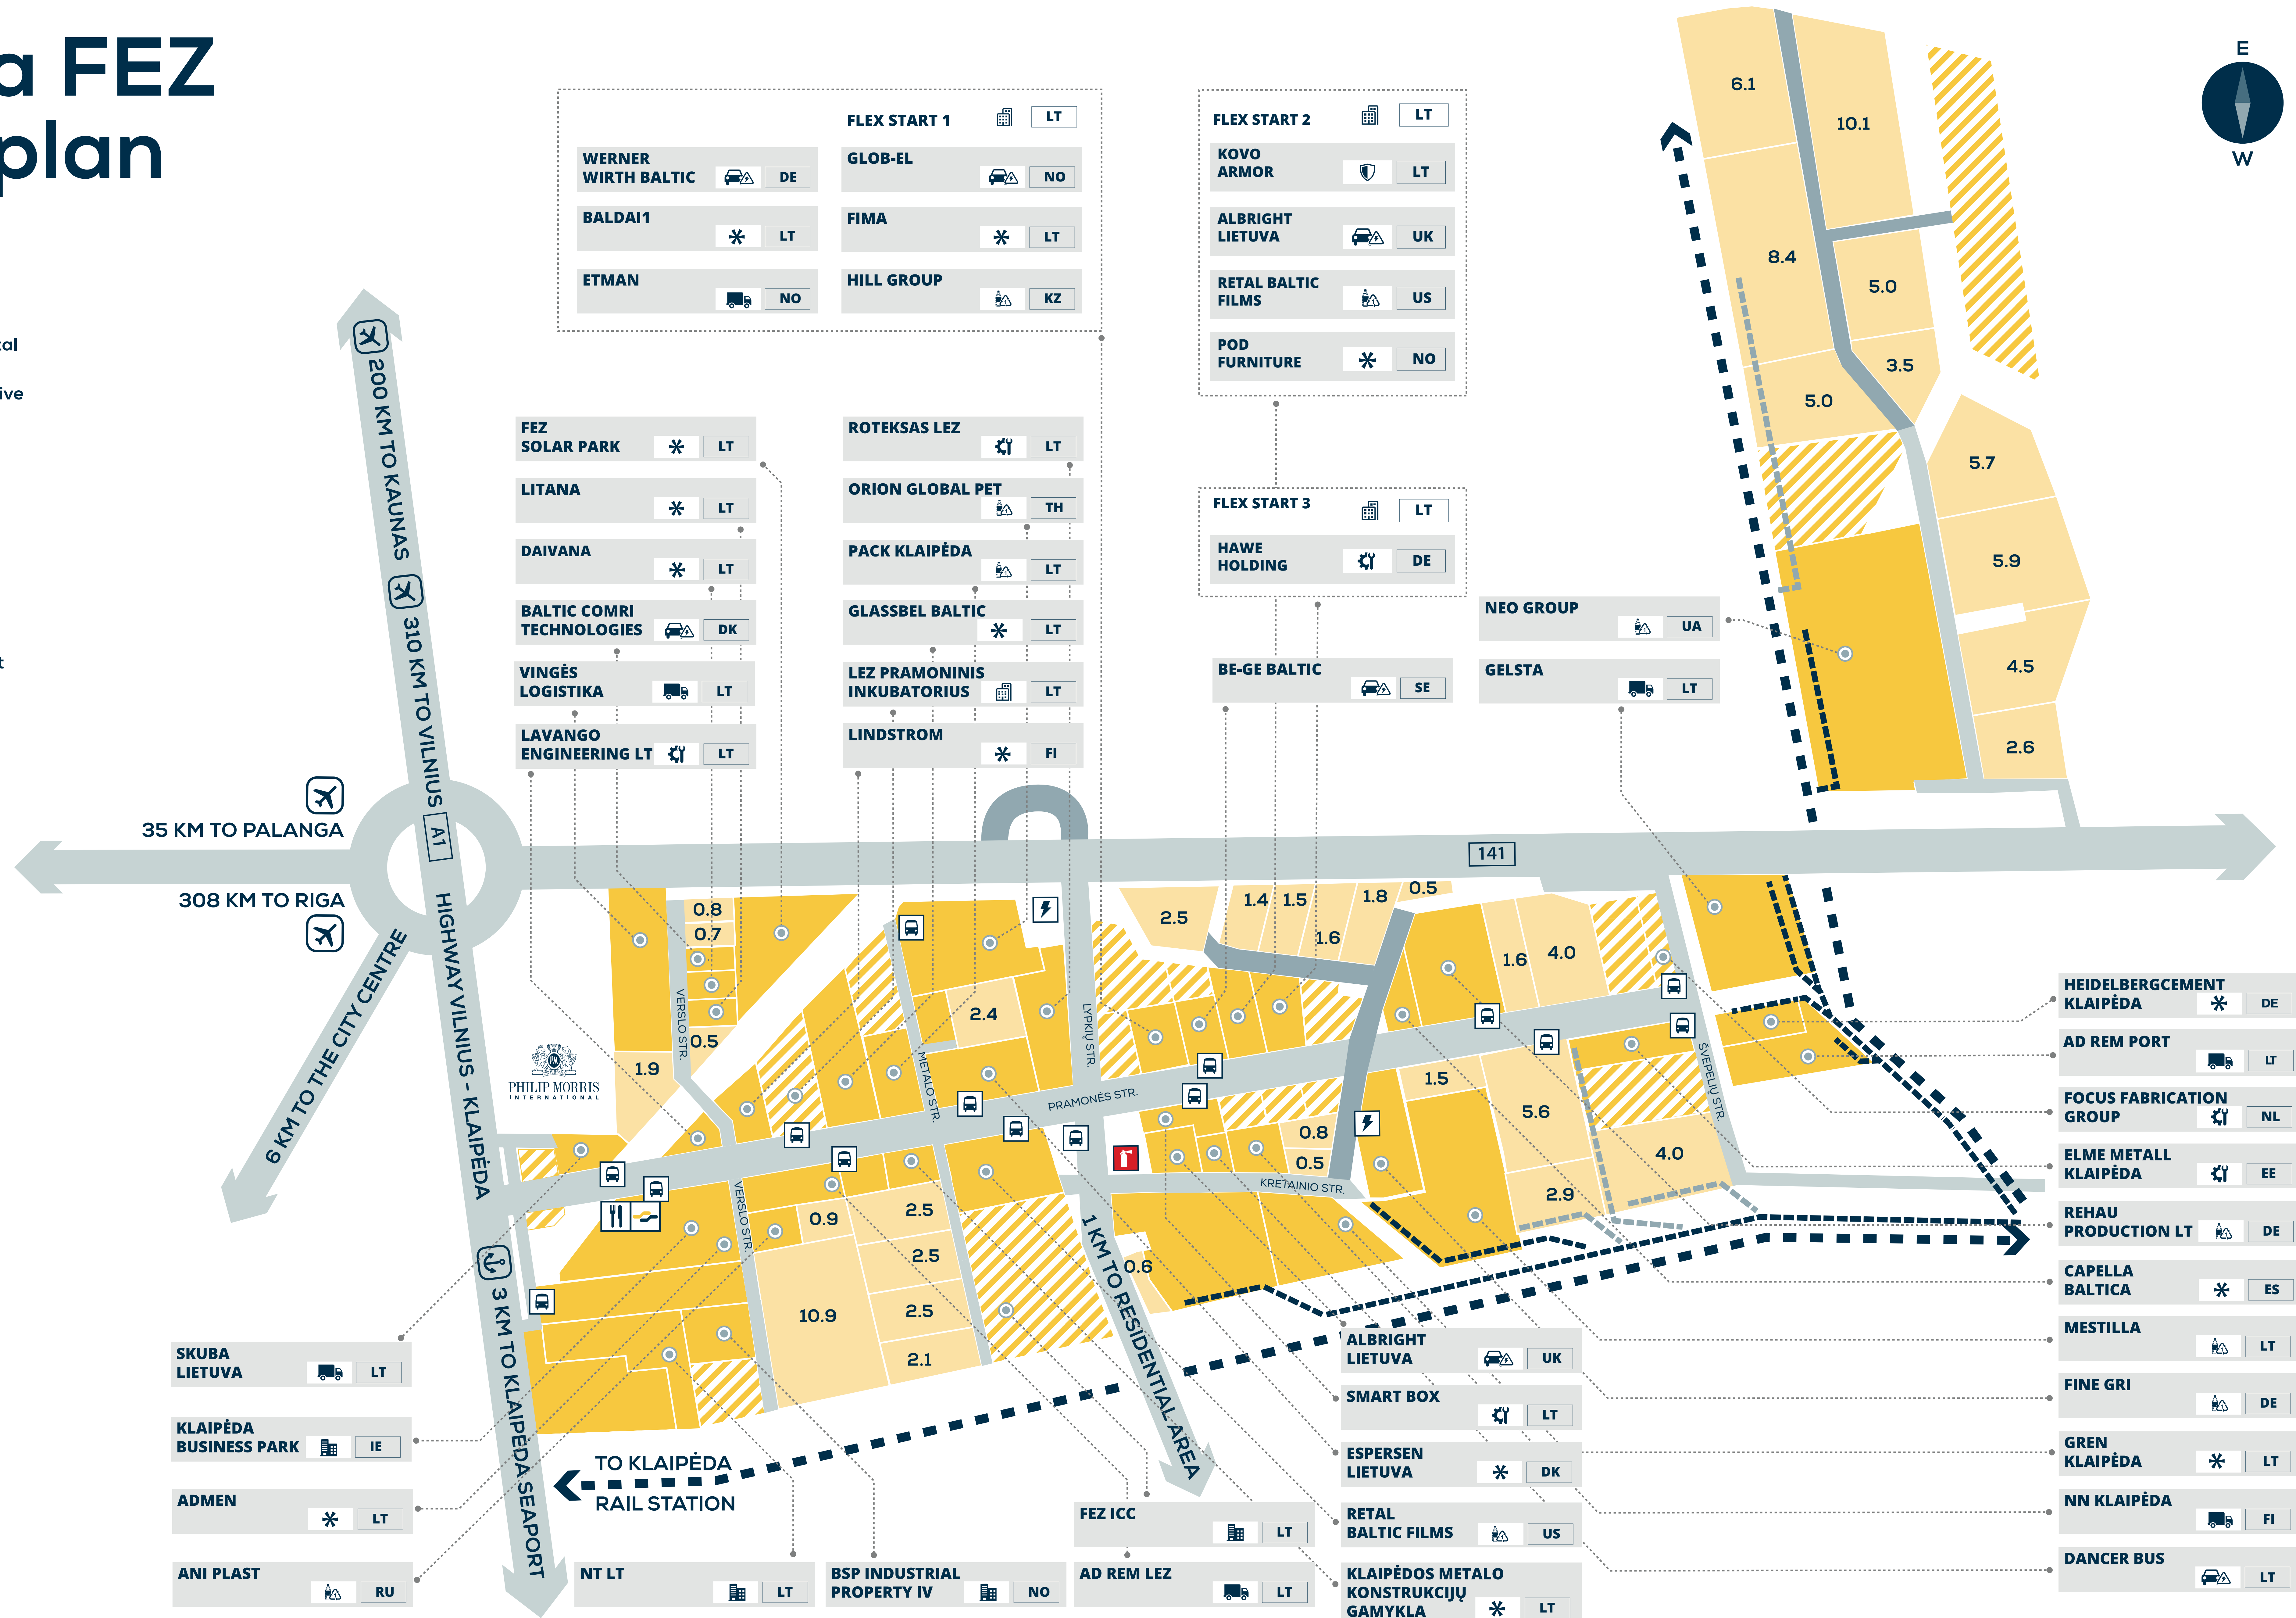 a FEZ
plan
tal
ive
t
E
W
FLEX START 1
LT
WERNER
WIRTH BALTIC
DE
GLOB-EL
NO
BALDAI1
LT
FIMA
LT
ETMAN
NO
HILL GROUP
KZ
FLEX START 2
LT
KOVO
ARMOR
LT
ALBRIGHT
LIETUVA
UK
RETAL BALTIC
FILMS
US
POD
FURNITURE
NO
FLEX START 3
LT
HAWE
HOLDING
DE
FEZ
SOLAR PARK
LT
LITANA
LT
DAIVANA
LT
BALTIC COMRI
TECHNOLOGIES
DK
VINGĖS
LOGISTIKA
LT
LAVANGO
ENGINEERING LT
LT
ROTEKSAS LEZ
LT
ORION GLOBAL PET
TH
PACK KLAIPĖDA
LT
GLASSBEL BALTIC
LT
LEZ PRAMONINIS
INKUBATORIUS
LT
LINDSTROM
FI
BE-GE BALTIC
SE
NEO GROUP
UA
GELSTA
LT
6.1
10.1
8.4
5.0
3.5
5.0
5.7
5.9
4.5
2.6
200 KM TO KAUNAS
310 KM TO VILNIUS
A1
HIGHWAY VILNIUS - KLAIPĖDA
3 KM TO KLAIPĖDA SEAPORT
35 KM TO PALANGA
308 KM TO RIGA
6 KM TO THE CITY CENTRE
141
PHILIP MORRIS
INTERNATIONAL
0.8
0.7
0.5
1.9
VERSLO STR.
METALO STR.
2.4
LYPKIŲ STR.
2.5
1.4
1.5
1.6
1.8
0.5
1.6
4.0
PRAMONĖS STR.
1.5
5.6
2.9
4.0
ŠVEPELIŲ STR.
0.8
0.5
KRETAINIO STR.
VERSLO STR.
0.9
2.5
2.5
2.5
2.1
10.9
0.6
1 KM TO RESIDENTIAL AREA
TO KLAIPĖDA
RAIL STATION
HEIDELBERGCEMENT
KLAIPĖDA
DE
AD REM PORT
LT
FOCUS FABRICATION
GROUP
NL
ELME METALL
KLAIPĖDA
EE
REHAU
PRODUCTION LT
DE
CAPELLA
BALTICA
ES
MESTILLA
LT
FINE GRI
DE
GREN
KLAIPĖDA
LT
NN KLAIPĖDA
FI
DANCER BUS
LT
SKUBA
LIETUVA
LT
KLAIPĖDA
BUSINESS PARK
IE
ADMEN
LT
ANI PLAST
RU
NT LT
LT
BSP INDUSTRIAL
PROPERTY IV
NO
FEZ ICC
LT
AD REM LEZ
LT
ALBRIGHT
LIETUVA
UK
SMART BOX
LT
ESPERSEN
LIETUVA
DK
RETAL
BALTIC FILMS
US
KLAIPĖDOS METALO
KONSTRUKCIJŲ
GAMYKLA
LT